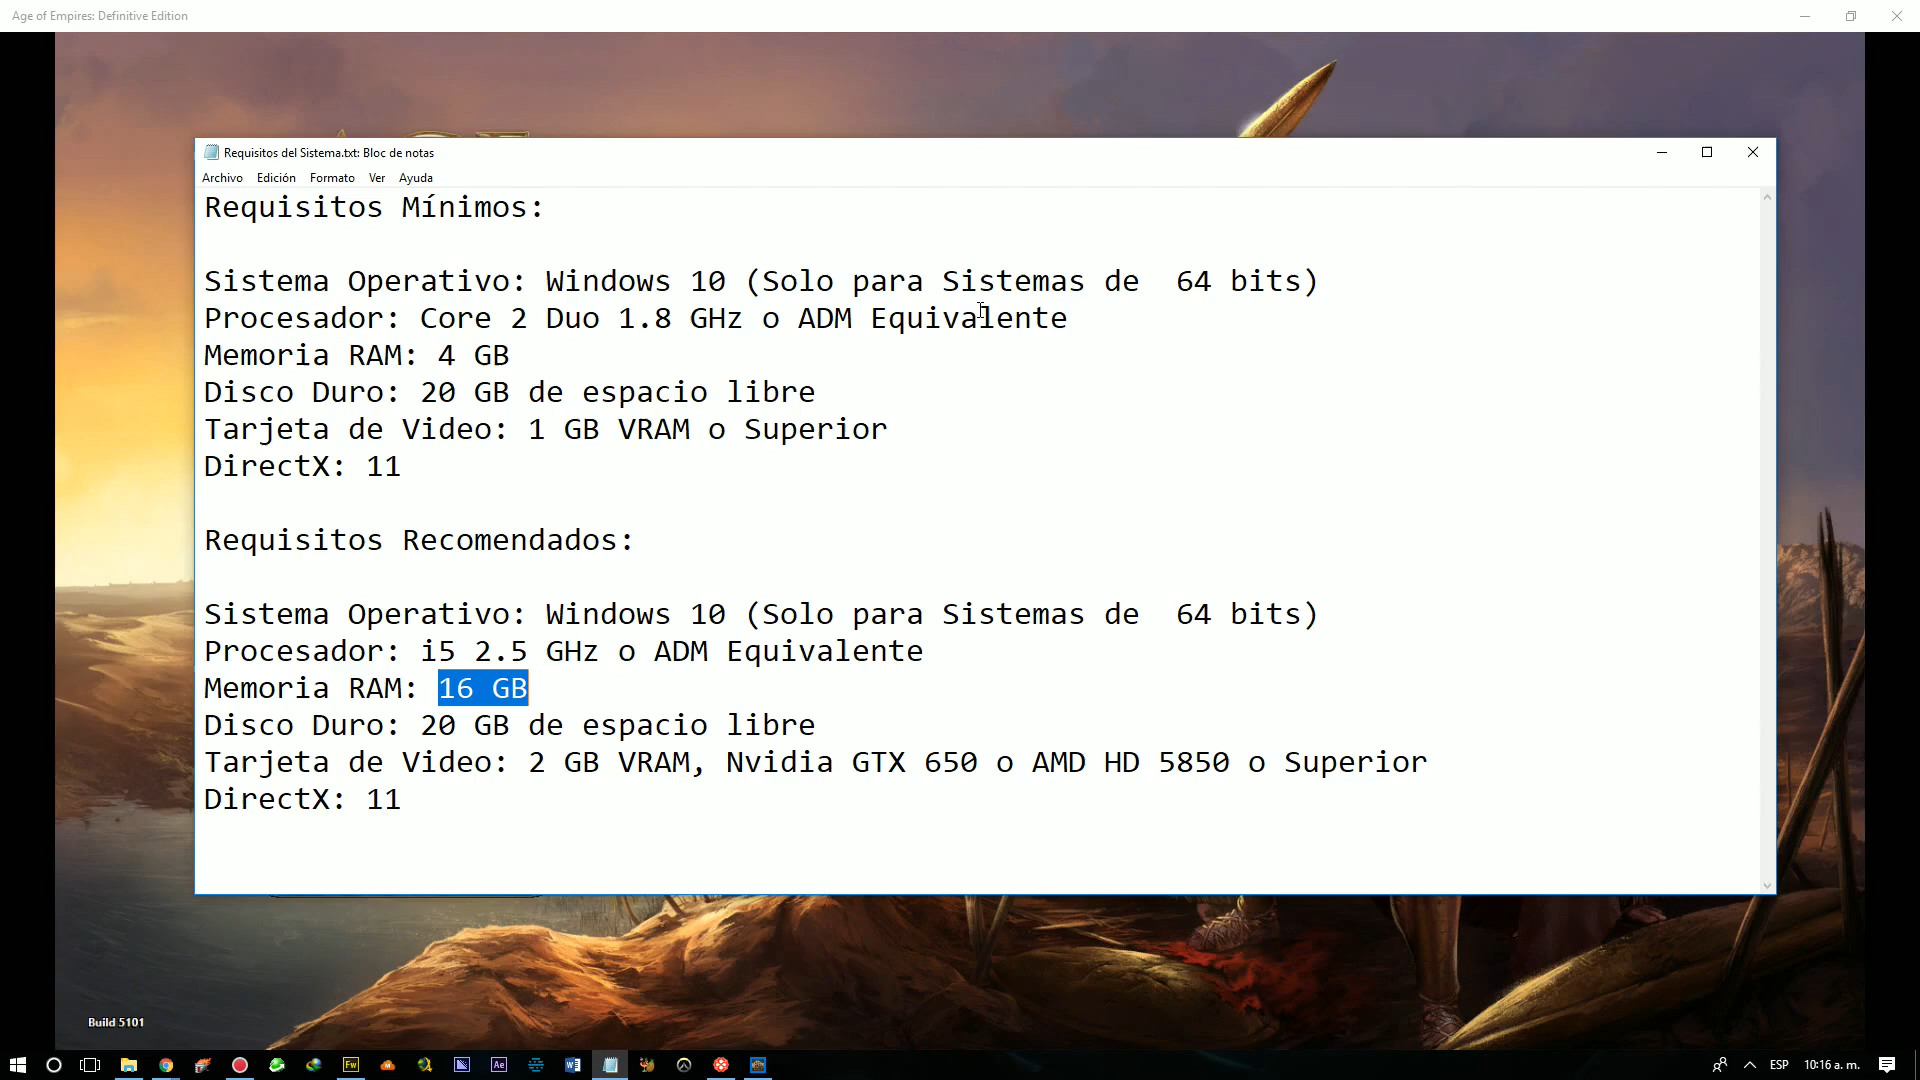 Age of Empires: Definitive Edition
Requisitos del Sistema.txt: Bloc de notas
Archivo Edición Formato Ver Ayuda
Requisitos Mínimos:
Sistema Operativo: Windows 10 (Solo para Sistemas de  64 bits)
Procesador: Core 2 Duo 1.8 GHz o ADM Equivalente
Memoria RAM: 4 GB
Disco Duro: 20 GB de espacio libre
Tarjeta de Video: 1 GB VRAM o Superior
DirectX: 11
Requisitos Recomendados:
Sistema Operativo: Windows 10 (Solo para Sistemas de  64 bits)
Procesador: i5 2.5 GHz o ADM Equivalente
Memoria RAM: 16 GB
Disco Duro: 20 GB de espacio libre
Tarjeta de Video: 2 GB VRAM, Nvidia GTX 650 o AMD HD 5850 o Superior
DirectX: 11
Build 5101
Fw Ae ESP 10:16 a. m.